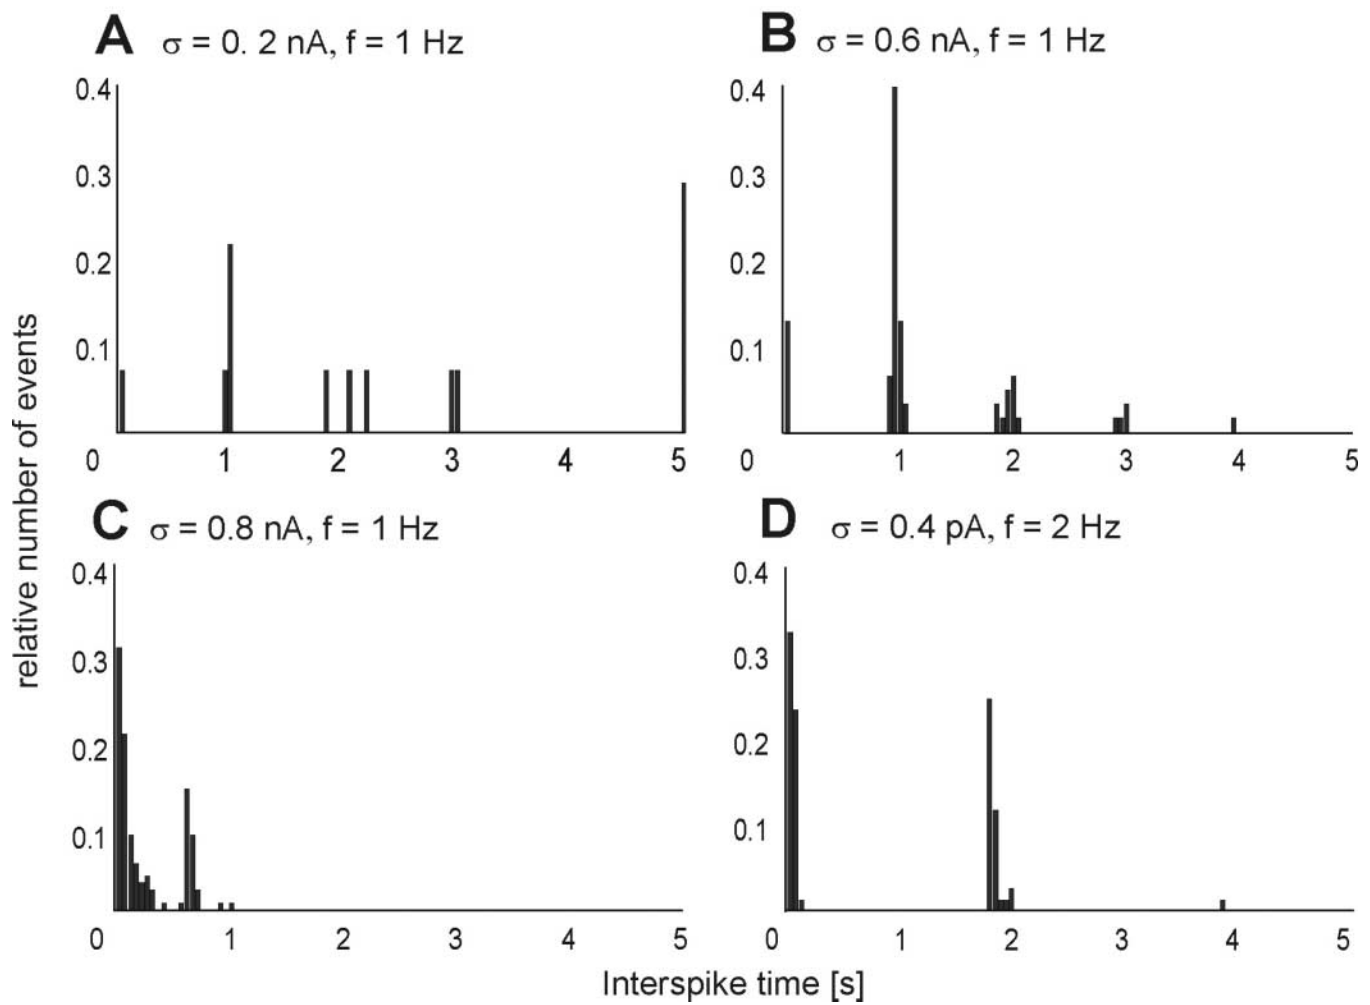 A σ = 0. 2 nA, f = 1 Hz
B σ = 0.6 nA, f = 1 Hz
0.4
0.3
0.2
0.1
0 1 2 3 4 5
0.4
0.3
0.2
0.1
0 1 2 3 4 5
C σ = 0.8 nA, f = 1 Hz
D σ = 0.4 pA, f = 2 Hz
0.4
0.3
0.2
0.1
0 1 2 3 4 5
0.4
0.3
0.2
0.1
0 1 2 3 4 5
relative number of events
Interspike time [s]